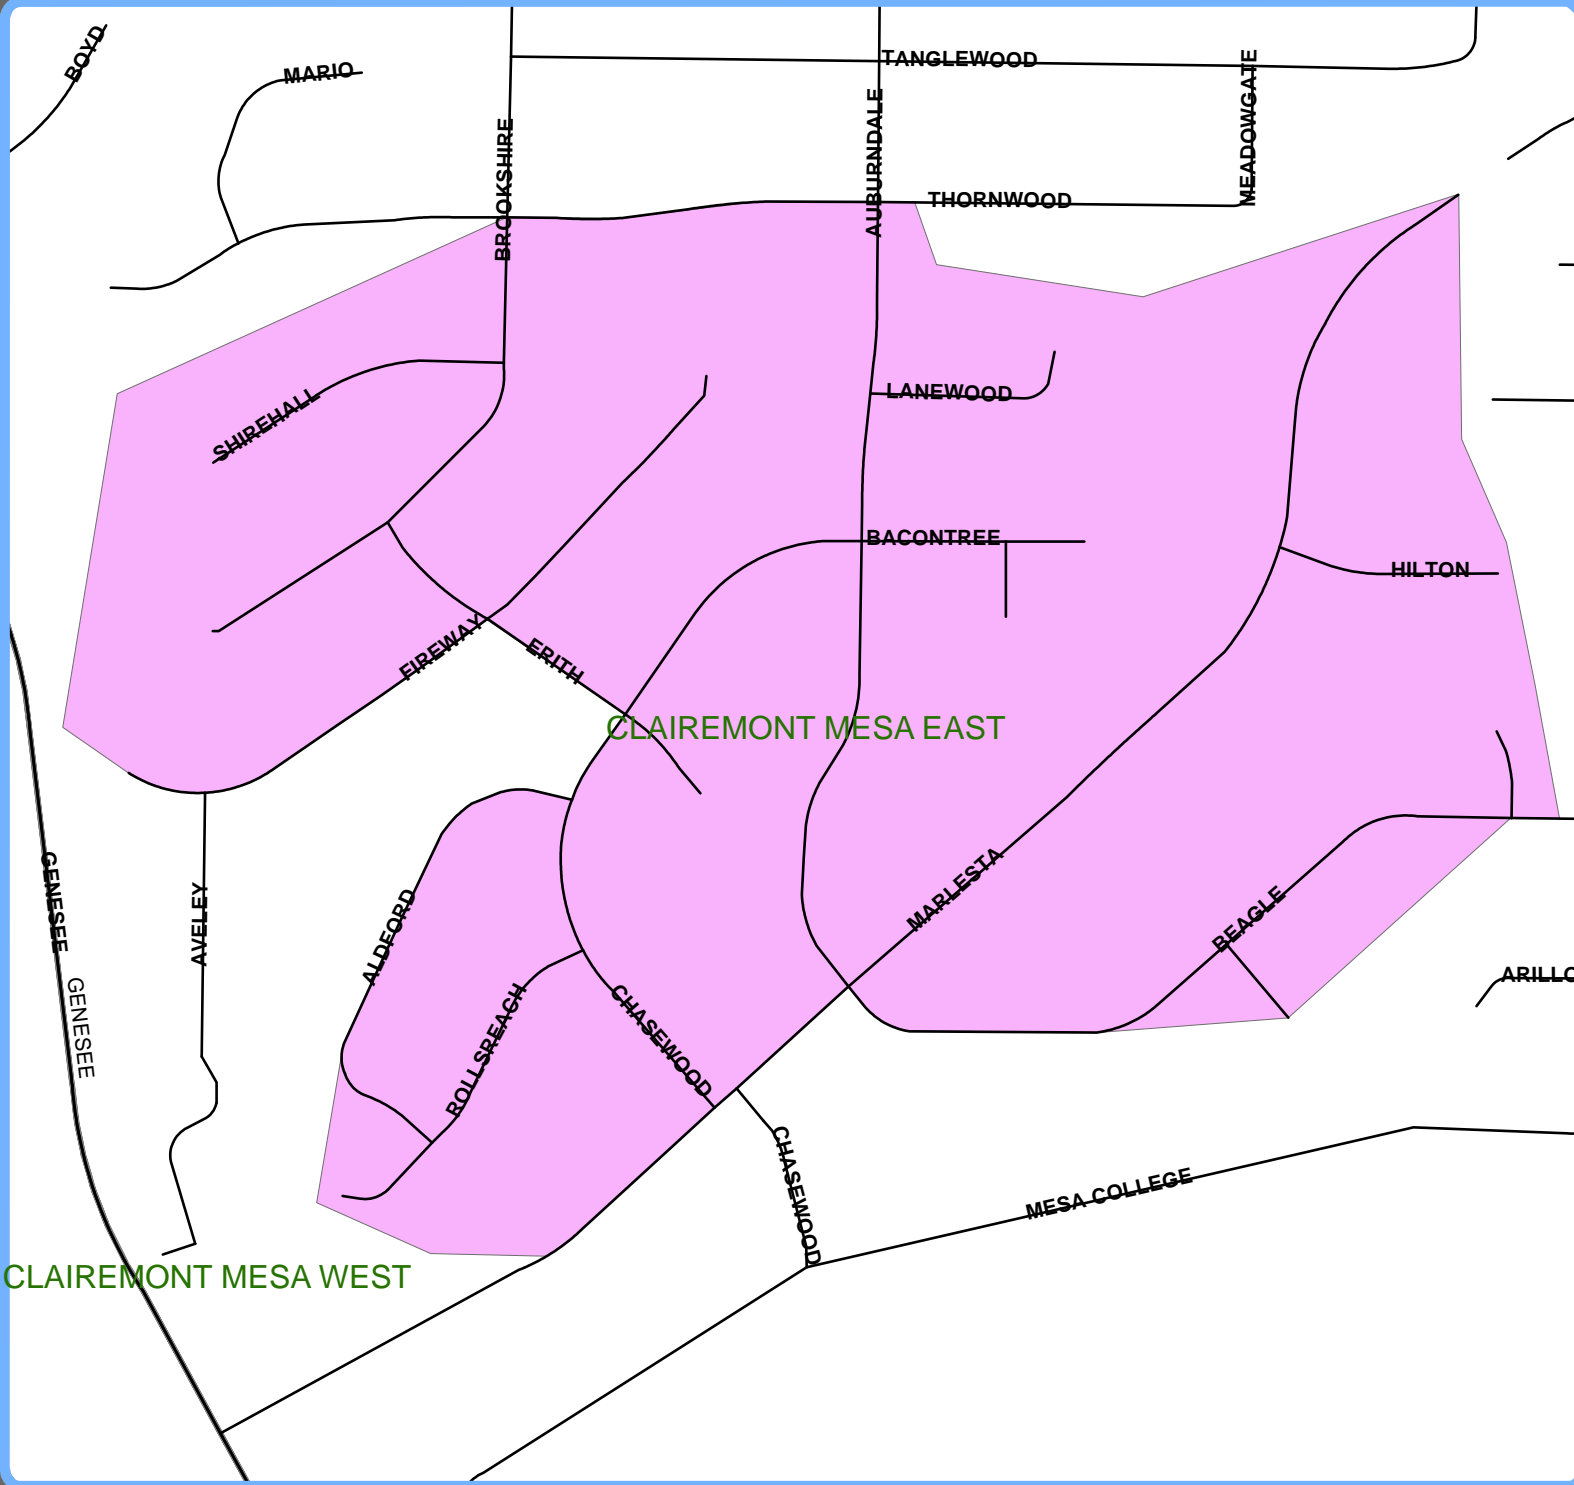 BOYD
MARIO
TANGLEWOOD
MEADOWGATE
BROOKSHIRE
AUBURNDALE
THORNWOOD
SHIREHALL
LANEWOOD
BACONTREE
HILTON
FIREWAY
ERITH
CLAIREMONT MESA EAST
GENESEE
AVELEY
ALDFORD
MARLESTA
BEAGLE
ARILLO
GENESEE
ROLLSREACH
CHASEWOOD
CHASEWOOD
MESA COLLEGE
CLAIREMONT MESA WEST